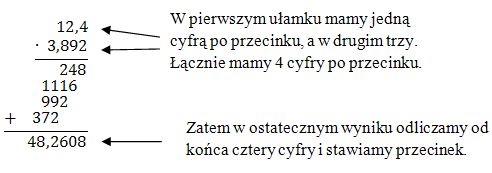 12,4
· 3,892
248
1116
992
+ 372
48,2608
W pierwszym ułamku mamy jedną
cyfrą po przecinku, a w drugim trzy.
Łącznie mamy 4 cyfry po przecinku.
Zatem w ostatecznym wyniku odliczamy od
końca cztery cyfry i stawiamy przecinek.